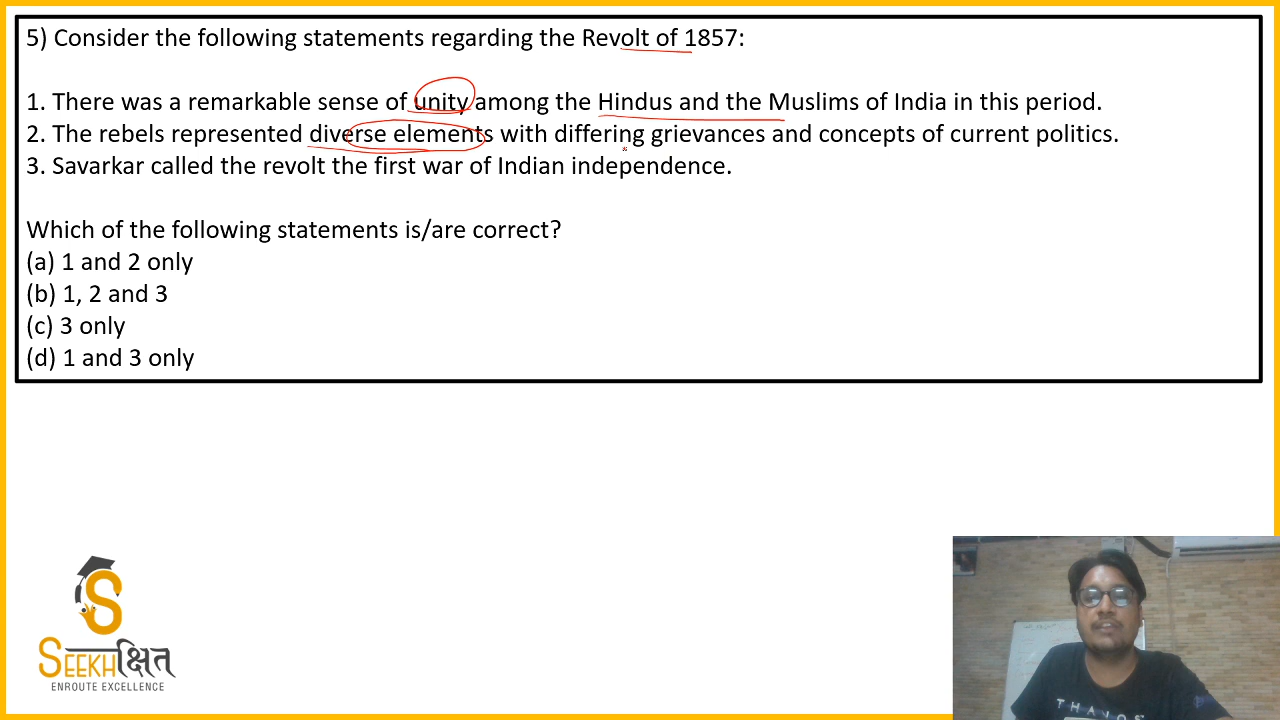 5) Consider the following statements regarding the Revolt of 1857:
1. There was a remarkable sense of unity among the Hindus and the Muslims of India in this period.
2. The rebels represented diverse elements with differing grievances and concepts of current politics.
3. Savarkar called the revolt the first war of Indian independence.
Which of the following statements is/are correct?
(a) 1 and 2 only
(b) 1, 2 and 3
(c) 3 only
(d) 1 and 3 only
S
SEEKHक्षित
ENROUTE EXCELLENCE
THALOS